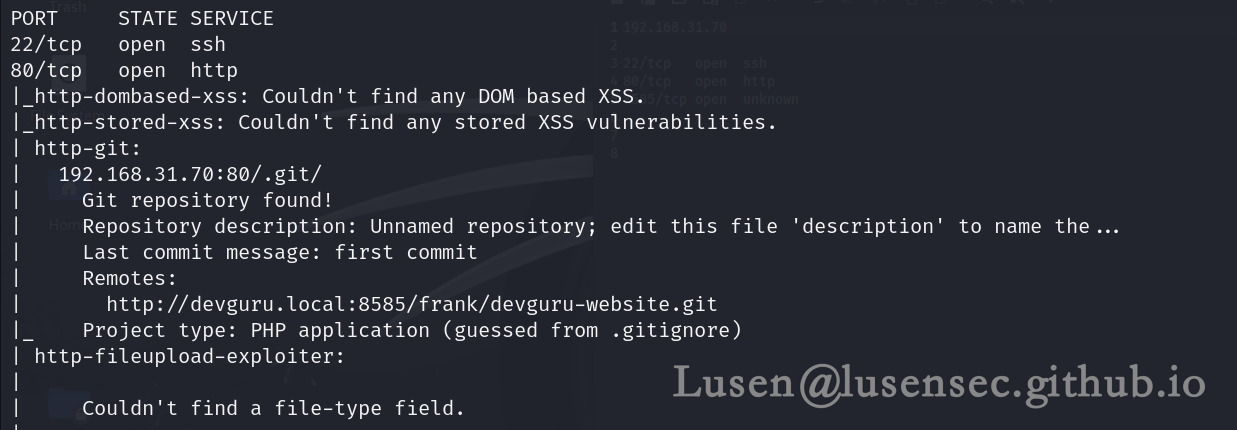 PORT     STATE SERVICE
22/tcp   open  ssh
80/tcp   open  http
|_http-dombased-xss: Couldn't find any DOM based XSS.
|_http-stored-xss: Couldn't find any stored XSS vulnerabilities.
| http-git:
|   192.168.31.70:80/.git/
|     Git repository found!
|     Repository description: Unnamed repository; edit this file 'description' to name the...
|     Last commit message: first commit
|     Remotes:
|       http://devguru.local:8585/frank/devguru-website.git
|_    Project type: PHP application (guessed from .gitignore)
| http-fileupload-exploiter:
|
|     Couldn't find a file-type field.
Trash
Home
1 192.168.31.70
2
3 22/tcp   open   ssh
4 80/tcp   open   http
85/tcp open   unknown
8
Lusen@lusensec.github.io